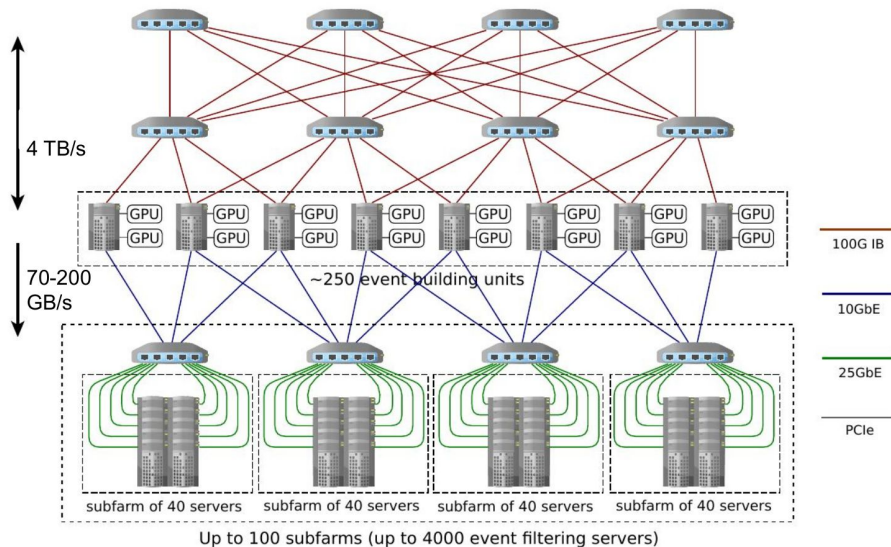 4 TB/s
GPU GPU GPU GPU GPU GPU GPU GPU
GPU GPU GPU GPU GPU GPU GPU GPU
100G IB
70-200
GB/s
~250 event building units
10GbE
25GbE
PCIe
subfarm of 40 servers subfarm of 40 servers subfarm of 40 servers subfarm of 40 servers
Up to 100 subfarms (up to 4000 event filtering servers)